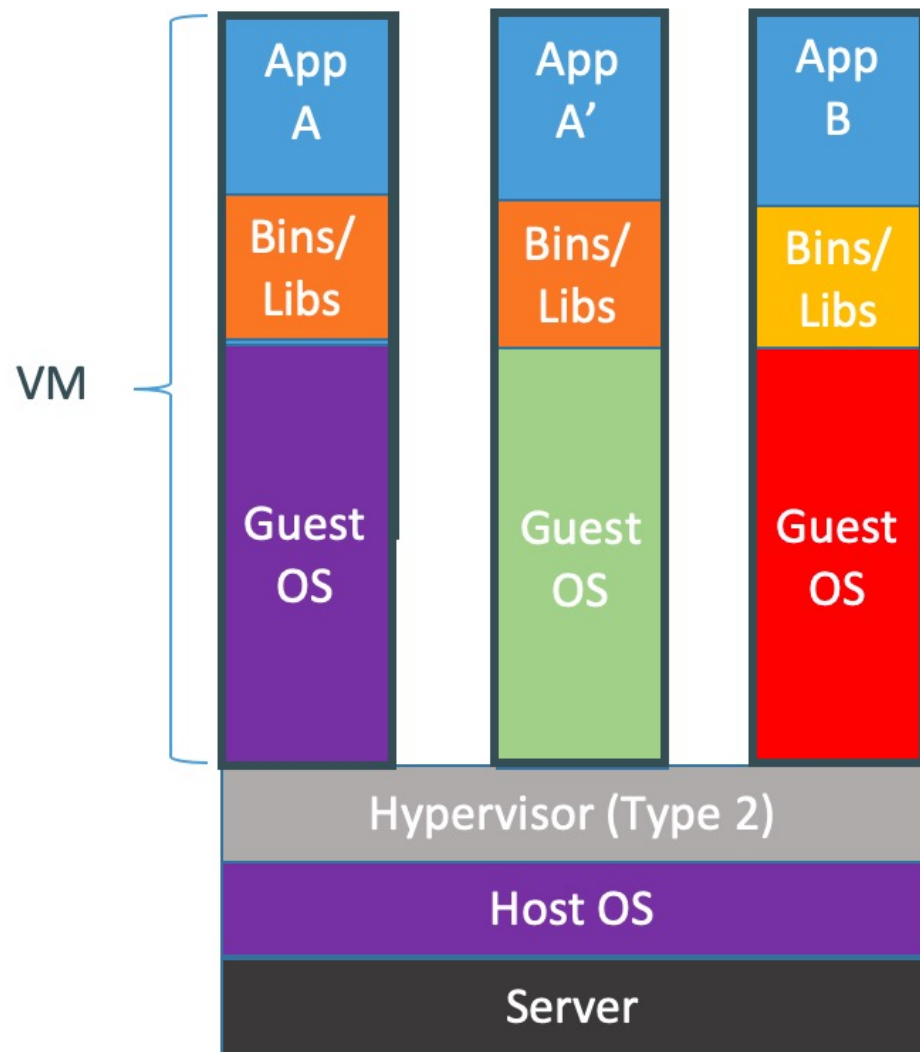 App
A
App
A’
App
B
Bins/
Libs
Bins/
Libs
Bins/
Libs
VM
Guest
OS
Guest
OS
Guest
OS
Hypervisor (Type 2)
Host OS
Server